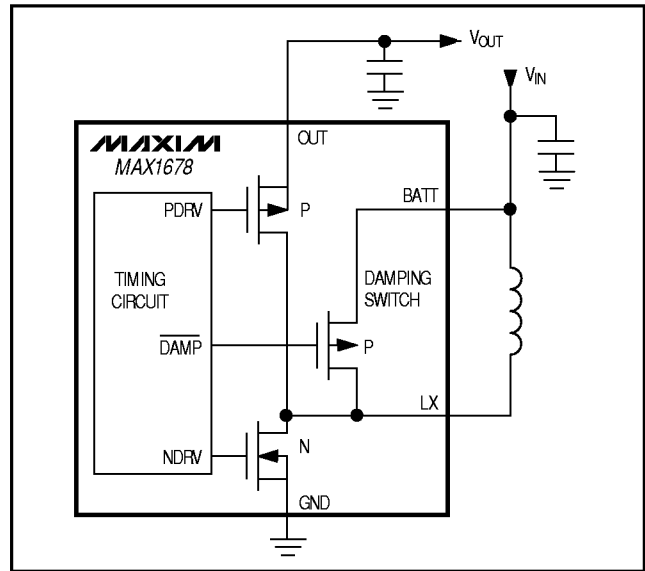 VOUT
VIN
OUT
MAXIM
MAX1678
BATT
PDRV
P
TIMING
CIRCUIT
DAMPING
SWITCH
DAMP
P
LX
NDRV
N
GND